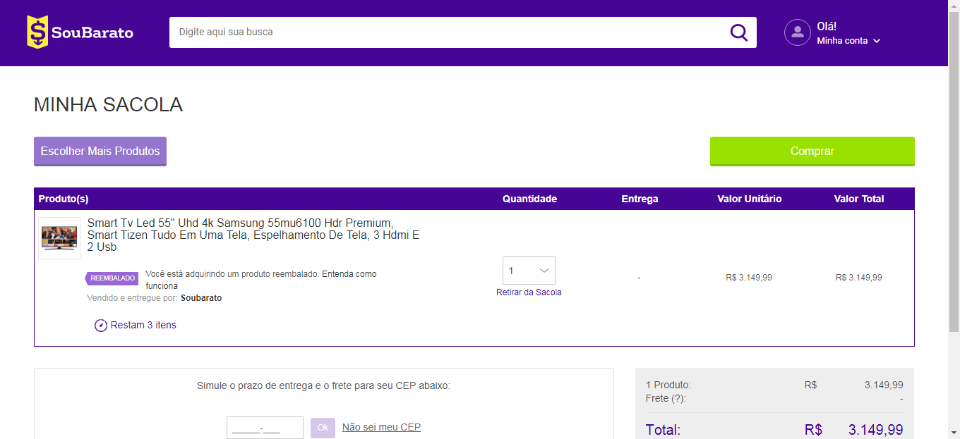 SouBarato
Digite aqui sua busca
Olá!
Minha conta
MINHA SACOLA
Escolher Mais Produtos
Comprar
Produto(s) Quantidade Entrega Valor Unitário Valor Total
Smart Tv Led 55" Uhd 4k Samsung 55mu6100 Hdr Premium,
Smart Tizen Tudo Em Uma Tela, Espelhamento De Tela, 3 Hdmi E
2 Usb
REEMBALADO
Você está adquirindo um produto reembalado. Entenda como
funciona
Vendido e entregue por: Soubarato
Restam 3 itens
1
Retirar da Sacola
-
R$ 3.149,99
R$ 3.149,99
Simule o prazo de entrega e o frete para seu CEP abaixo:
_____-___
Ok
Não sei meu CEP
1 Produto: R$ 3.149,99
Frete (?): -
Total: R$ 3.149,99